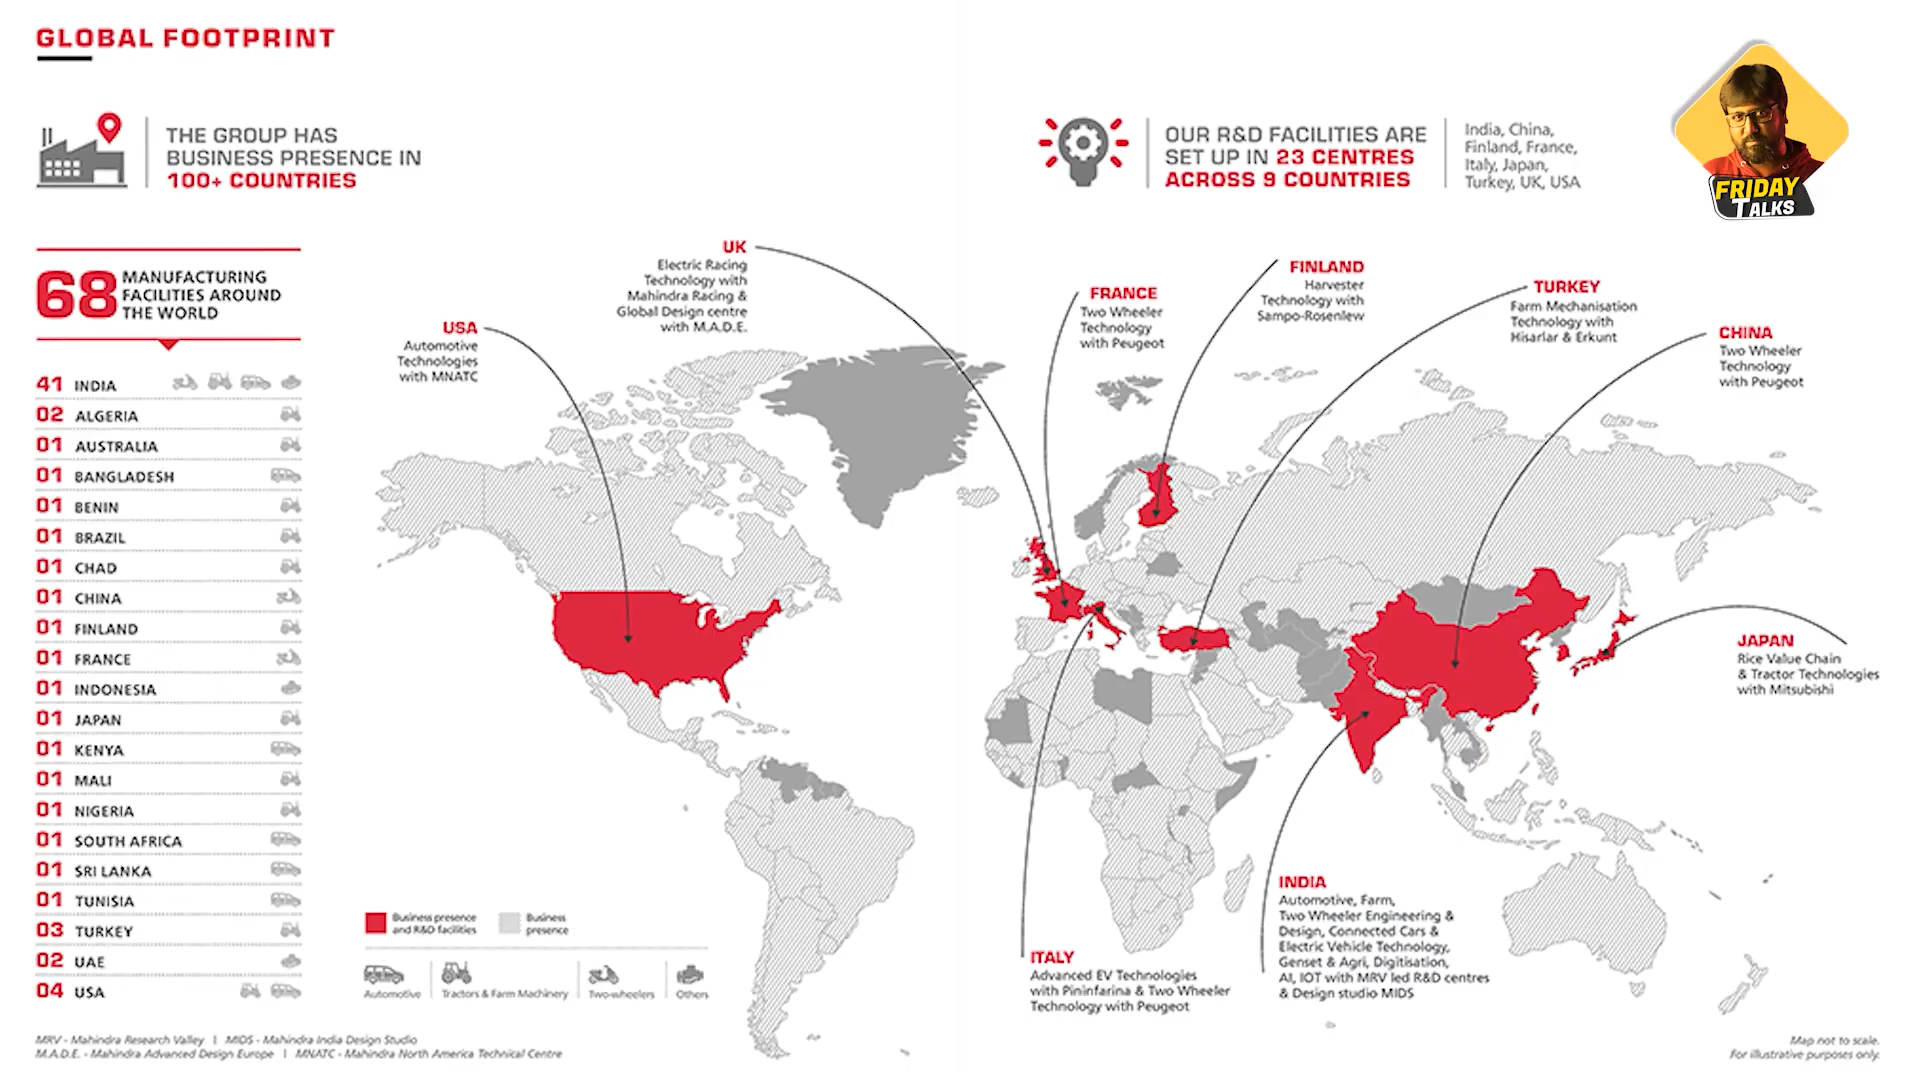 GLOBAL FOOTPRINT
THE GROUP HAS
BUSINESS PRESENCE IN
100+ COUNTRIES
OUR R&D FACILITIES ARE
SET UP IN 23 CENTRES
ACROSS 9 COUNTRIES
India, China,
Finland, France,
Italy, Japan,
Turkey, UK, USA
FRIDAY
TALKS
68 MANUFACTURING
FACILITIES AROUND
THE WORLD
41 INDIA
02 ALGERIA
01 AUSTRALIA
01 BANGLADESH
01 BENIN
01 BRAZIL
01 CHAD
01 CHINA
01 FINLAND
01 FRANCE
01 INDONESIA
01 JAPAN
01 KENYA
01 MALI
01 NIGERIA
01 SOUTH AFRICA
01 SRI LANKA
01 TUNISIA
03 TURKEY
02 UAE
04 USA
USA
Automotive
Technologies
with MNATC
UK
Electric Racing
Technology with
Mahindra Racing &
Global Design centre
with M.A.D.E.
FRANCE
Two Wheeler
Technology
with Peugeot
FINLAND
Harvester
Technology with
Sampo-Rosenlew
TURKEY
Farm Mechanisation
Technology with
Hisarlar & Erkunt
CHINA
Two Wheeler
Technology
with Peugeot
JAPAN
Rice Value Chain
& Tractor Technologies
with Mitsubishi
INDIA
Automotive, Farm,
Two Wheeler Engineering &
Design, Connected Cars &
Electric Vehicle Technology,
Genset & Agri, Digitisation,
AI, IOT with MRV led R&D centres
& Design studio MIDS
ITALY
Advanced EV Technologies
with Pininfarina & Two Wheeler
Technology with Peugeot
Business presence
and R&D facilities
Business
presence
Automotive
Tractors & Farm Machinery
Two-wheelers
Others
MRV - Mahindra Research Valley | MIDS - Mahindra India Design Studio
M.A.D.E. - Mahindra Advanced Design Europe | MNATC - Mahindra North America Technical Centre
Map not to scale.
For illustrative purposes only.